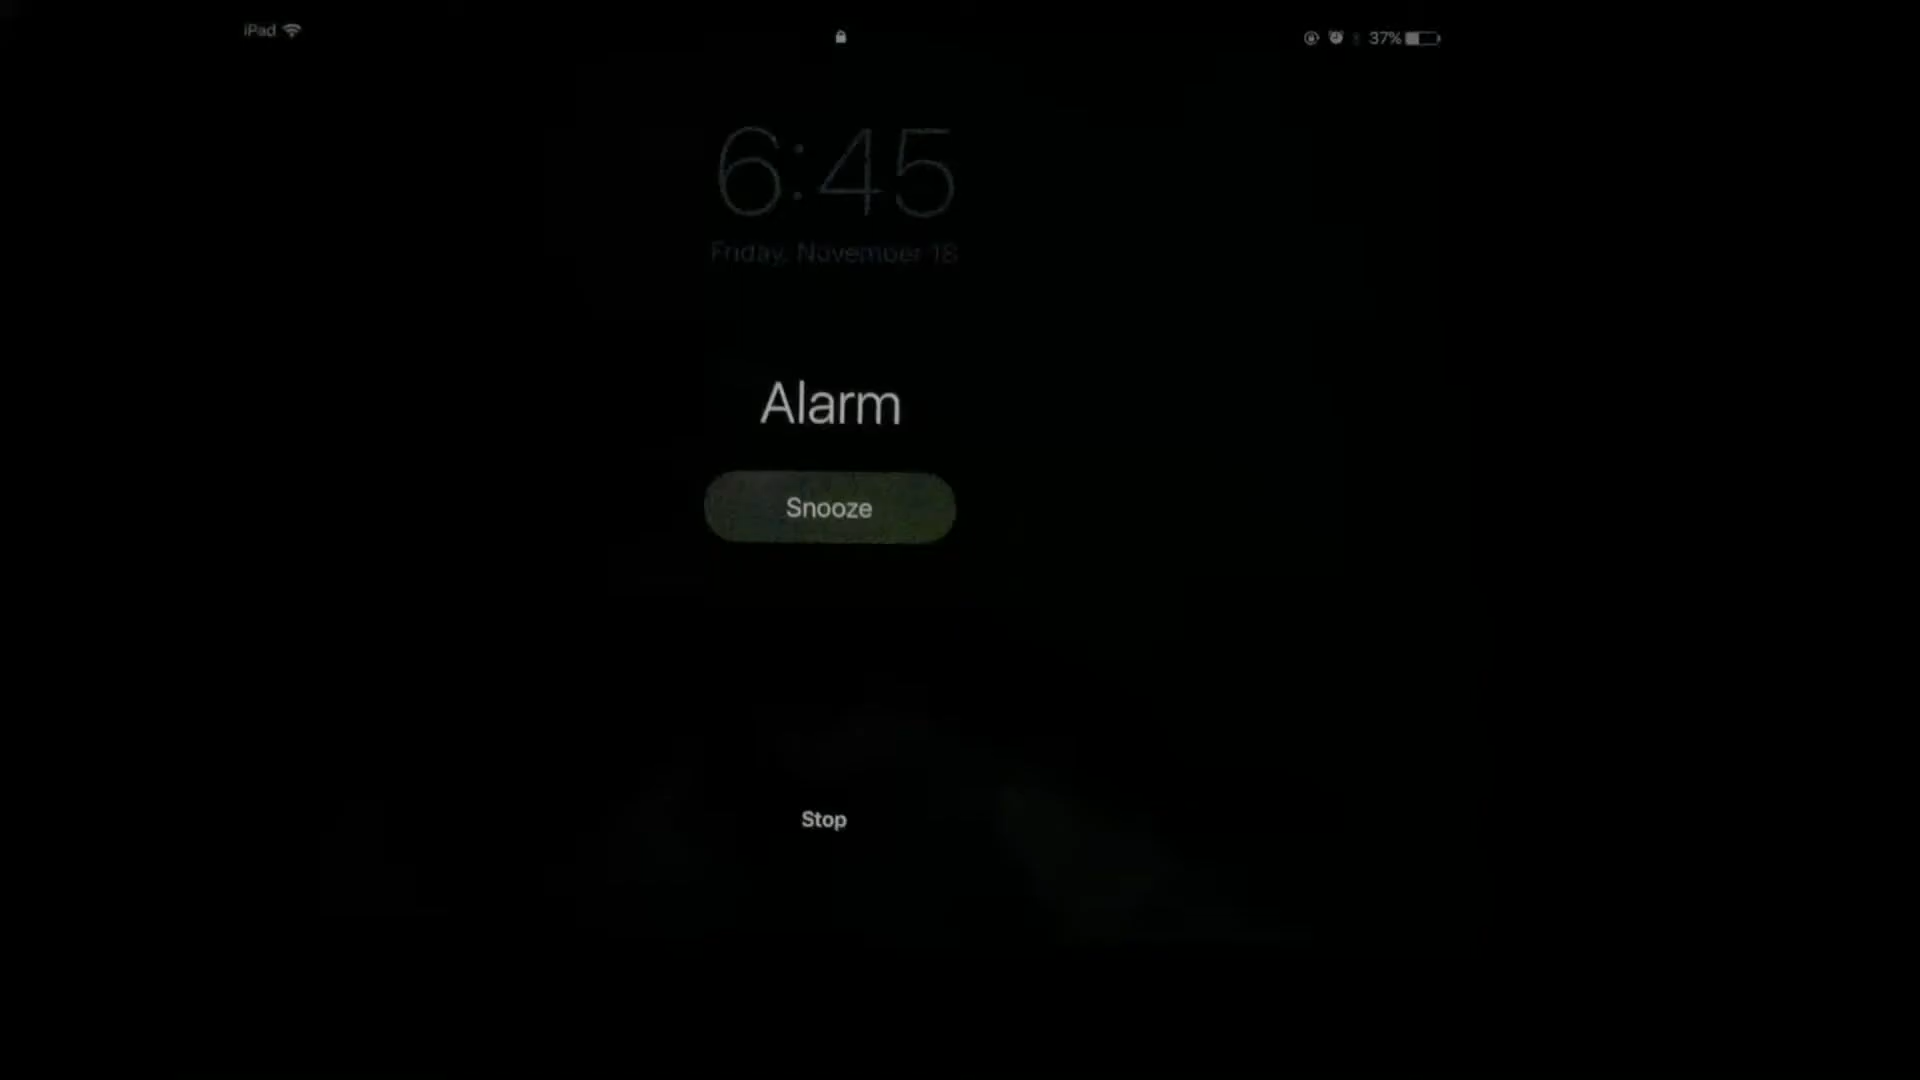 iPad
37%
6:45
Friday, November 18
Alarm
Snooze
Stop